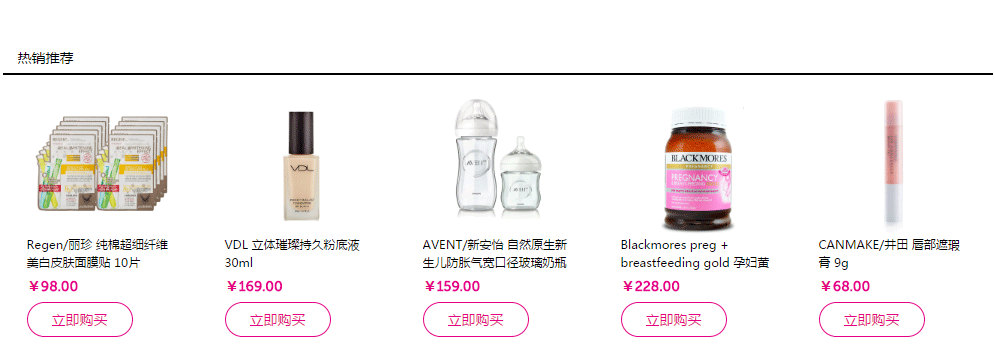 热销推荐
VDL
BLACKMORES
PREGNANCY
Regen/丽珍 纯棉超细纤维
美白皮肤面膜贴 10片
¥98.00
立即购买
VDL 立体璀璨持久粉底液
30ml
¥169.00
立即购买
AVENT/新安怡 自然原生新
生儿防胀气宽口径玻璃奶瓶
¥159.00
立即购买
Blackmores preg +
breastfeeding gold 孕妇黄
¥228.00
立即购买
CANMAKE/井田 唇部遮瑕
膏 9g
¥68.00
立即购买